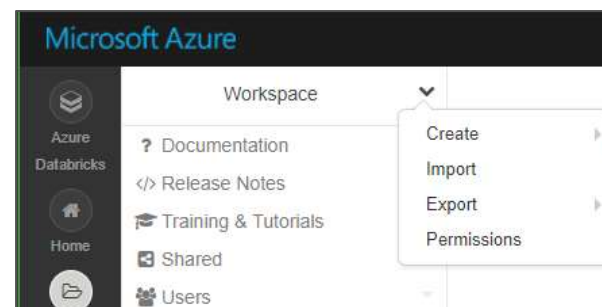 Microsoft Azure
Azure
Databricks
Home
Workspace
? Documentation
</> Release Notes
Training & Tutorials
Shared
Users
Create
Import
Export
Permissions